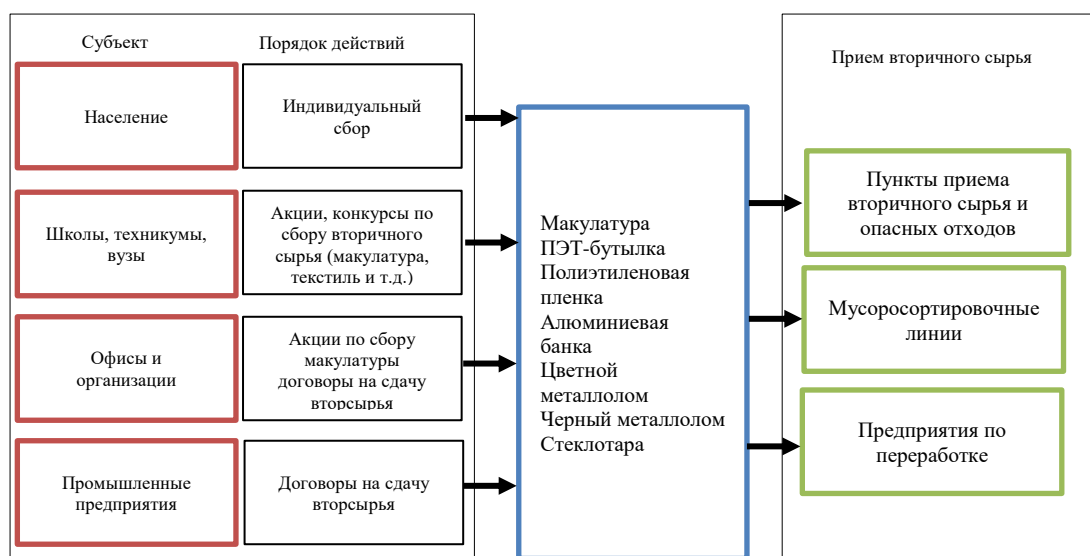 Субъект
Порядок действий
Прием вторичного сырья
Население
Индивидуальный
сбор
Школы, техникумы,
вузы
Акции, конкурсы по
сбору вторичного
сырья (макулатура,
текстиль и т.д.)
Офисы и
организации
Акции по сбору
макулатуры
договоры на сдачу
вторсырья
Промышленные
предприятия
Договоры на сдачу
вторсырья
Макулатура
ПЭТ-бутылка
Полиэтиленовая
пленка
Алюминиевая
банка
Цветной
металлолом
Черный металлолом
Стеклотара
Пункты приема
вторичного сырья и
опасных отходов
Мусоросортировочные
линии
Предприятия по
переработке